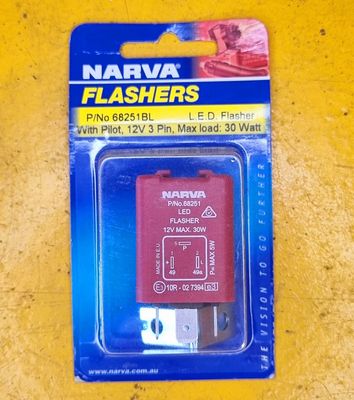 NARVA®
FLASHERS
P/No 68251BL L.E.D. Flasher
With Pilot, 12V 3 Pin, Max load: 30 Watt
NARVA
P/No.68251
LED
FLASHER
12V MAX. 30W
MADE IN E.U.
P
49 49a
L
P= MAX 5W
E1 10R - 02 7394
THE VISION TO GO FURTHER
www.narva.com.au